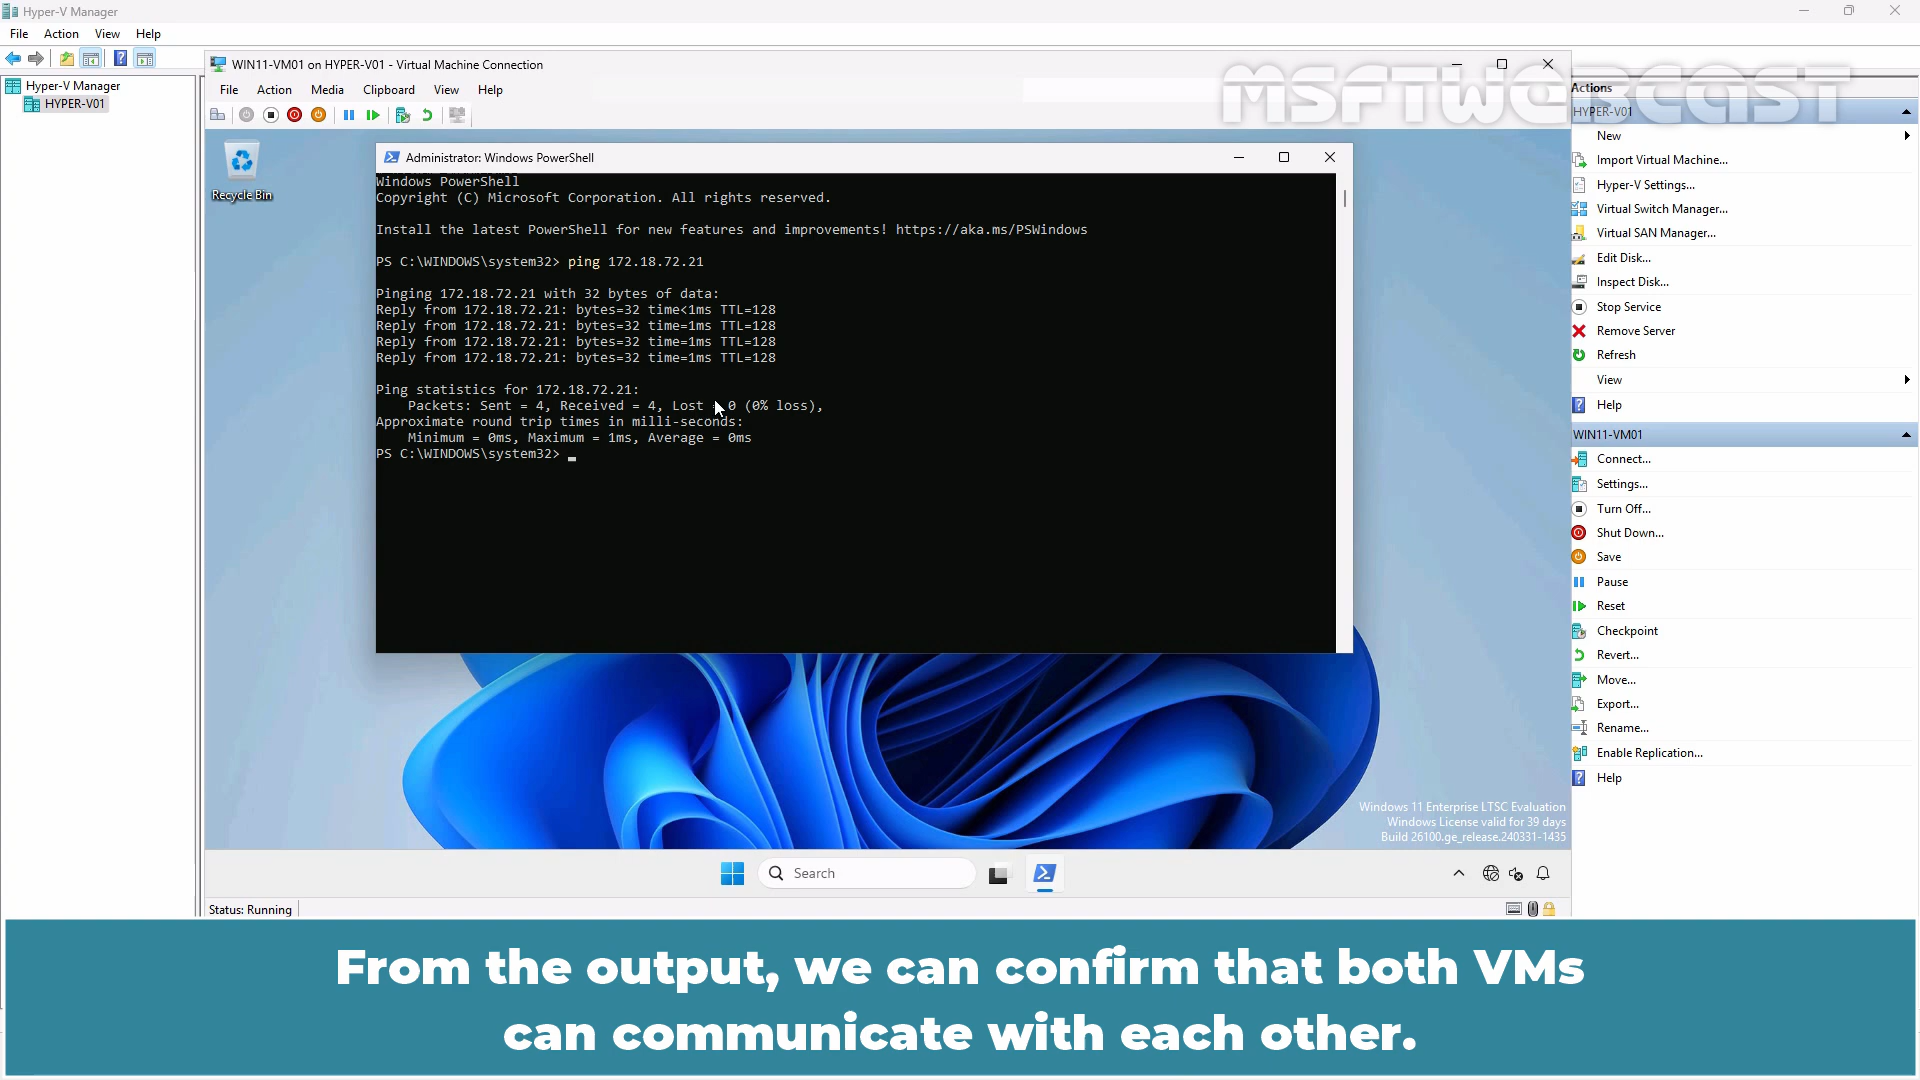 Hyper-V Manager
File Action View Help
Hyper-V Manager
HYPER-V01
WIN11-VM01 on HYPER-V01 - Virtual Machine Connection
File Action Media Clipboard View Help
MSFTWEBCAST
Recycle Bin
Administrator: Windows PowerShell
Windows PowerShell
Copyright (C) Microsoft Corporation. All rights reserved.
Install the latest PowerShell for new features and improvements! https://aka.ms/PSWindows
PS C:\WINDOWS\system32> ping 172.18.72.21
Pinging 172.18.72.21 with 32 bytes of data:
Reply from 172.18.72.21: bytes=32 time<1ms TTL=128
Reply from 172.18.72.21: bytes=32 time=1ms TTL=128
Reply from 172.18.72.21: bytes=32 time=1ms TTL=128
Reply from 172.18.72.21: bytes=32 time=1ms TTL=128
Ping statistics for 172.18.72.21:
Packets: Sent = 4, Received = 4, Lost = 0 (0% loss),
Approximate round trip times in milli-seconds:
Minimum = 0ms, Maximum = 1ms, Average = 0ms
PS C:\WINDOWS\system32>
Windows 11 Enterprise LTSC Evaluation
Windows License valid for 39 days
Build 26100.ge_release.240331-1435
Search
Status: Running
Actions
HYPER-V01
New
Import Virtual Machine...
Hyper-V Settings...
Virtual Switch Manager...
Virtual SAN Manager...
Edit Disk...
Inspect Disk...
Stop Service
Remove Server
Refresh
View
Help
WIN11-VM01
Connect...
Settings...
Turn Off...
Shut Down...
Save
Pause
Reset
Checkpoint
Revert...
Move...
Export...
Rename...
Enable Replication...
Help
From the output, we can confirm that both VMs
can communicate with each other.